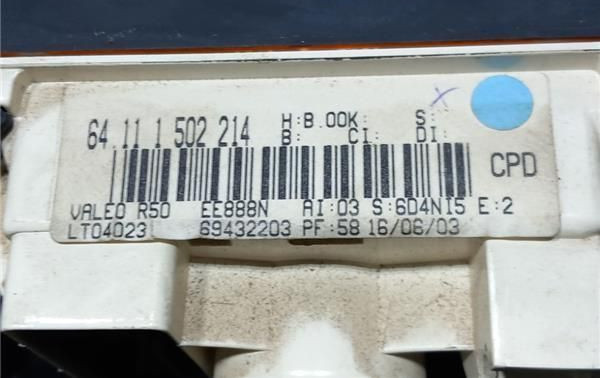 64.11 1 502 214 H:B.00K: S:
B: CI: DI:
CPD
VALEO R50 EE888N AI:03 S:6D4NI5 E:2
LT04023 69432203 PF:58 16/06/03